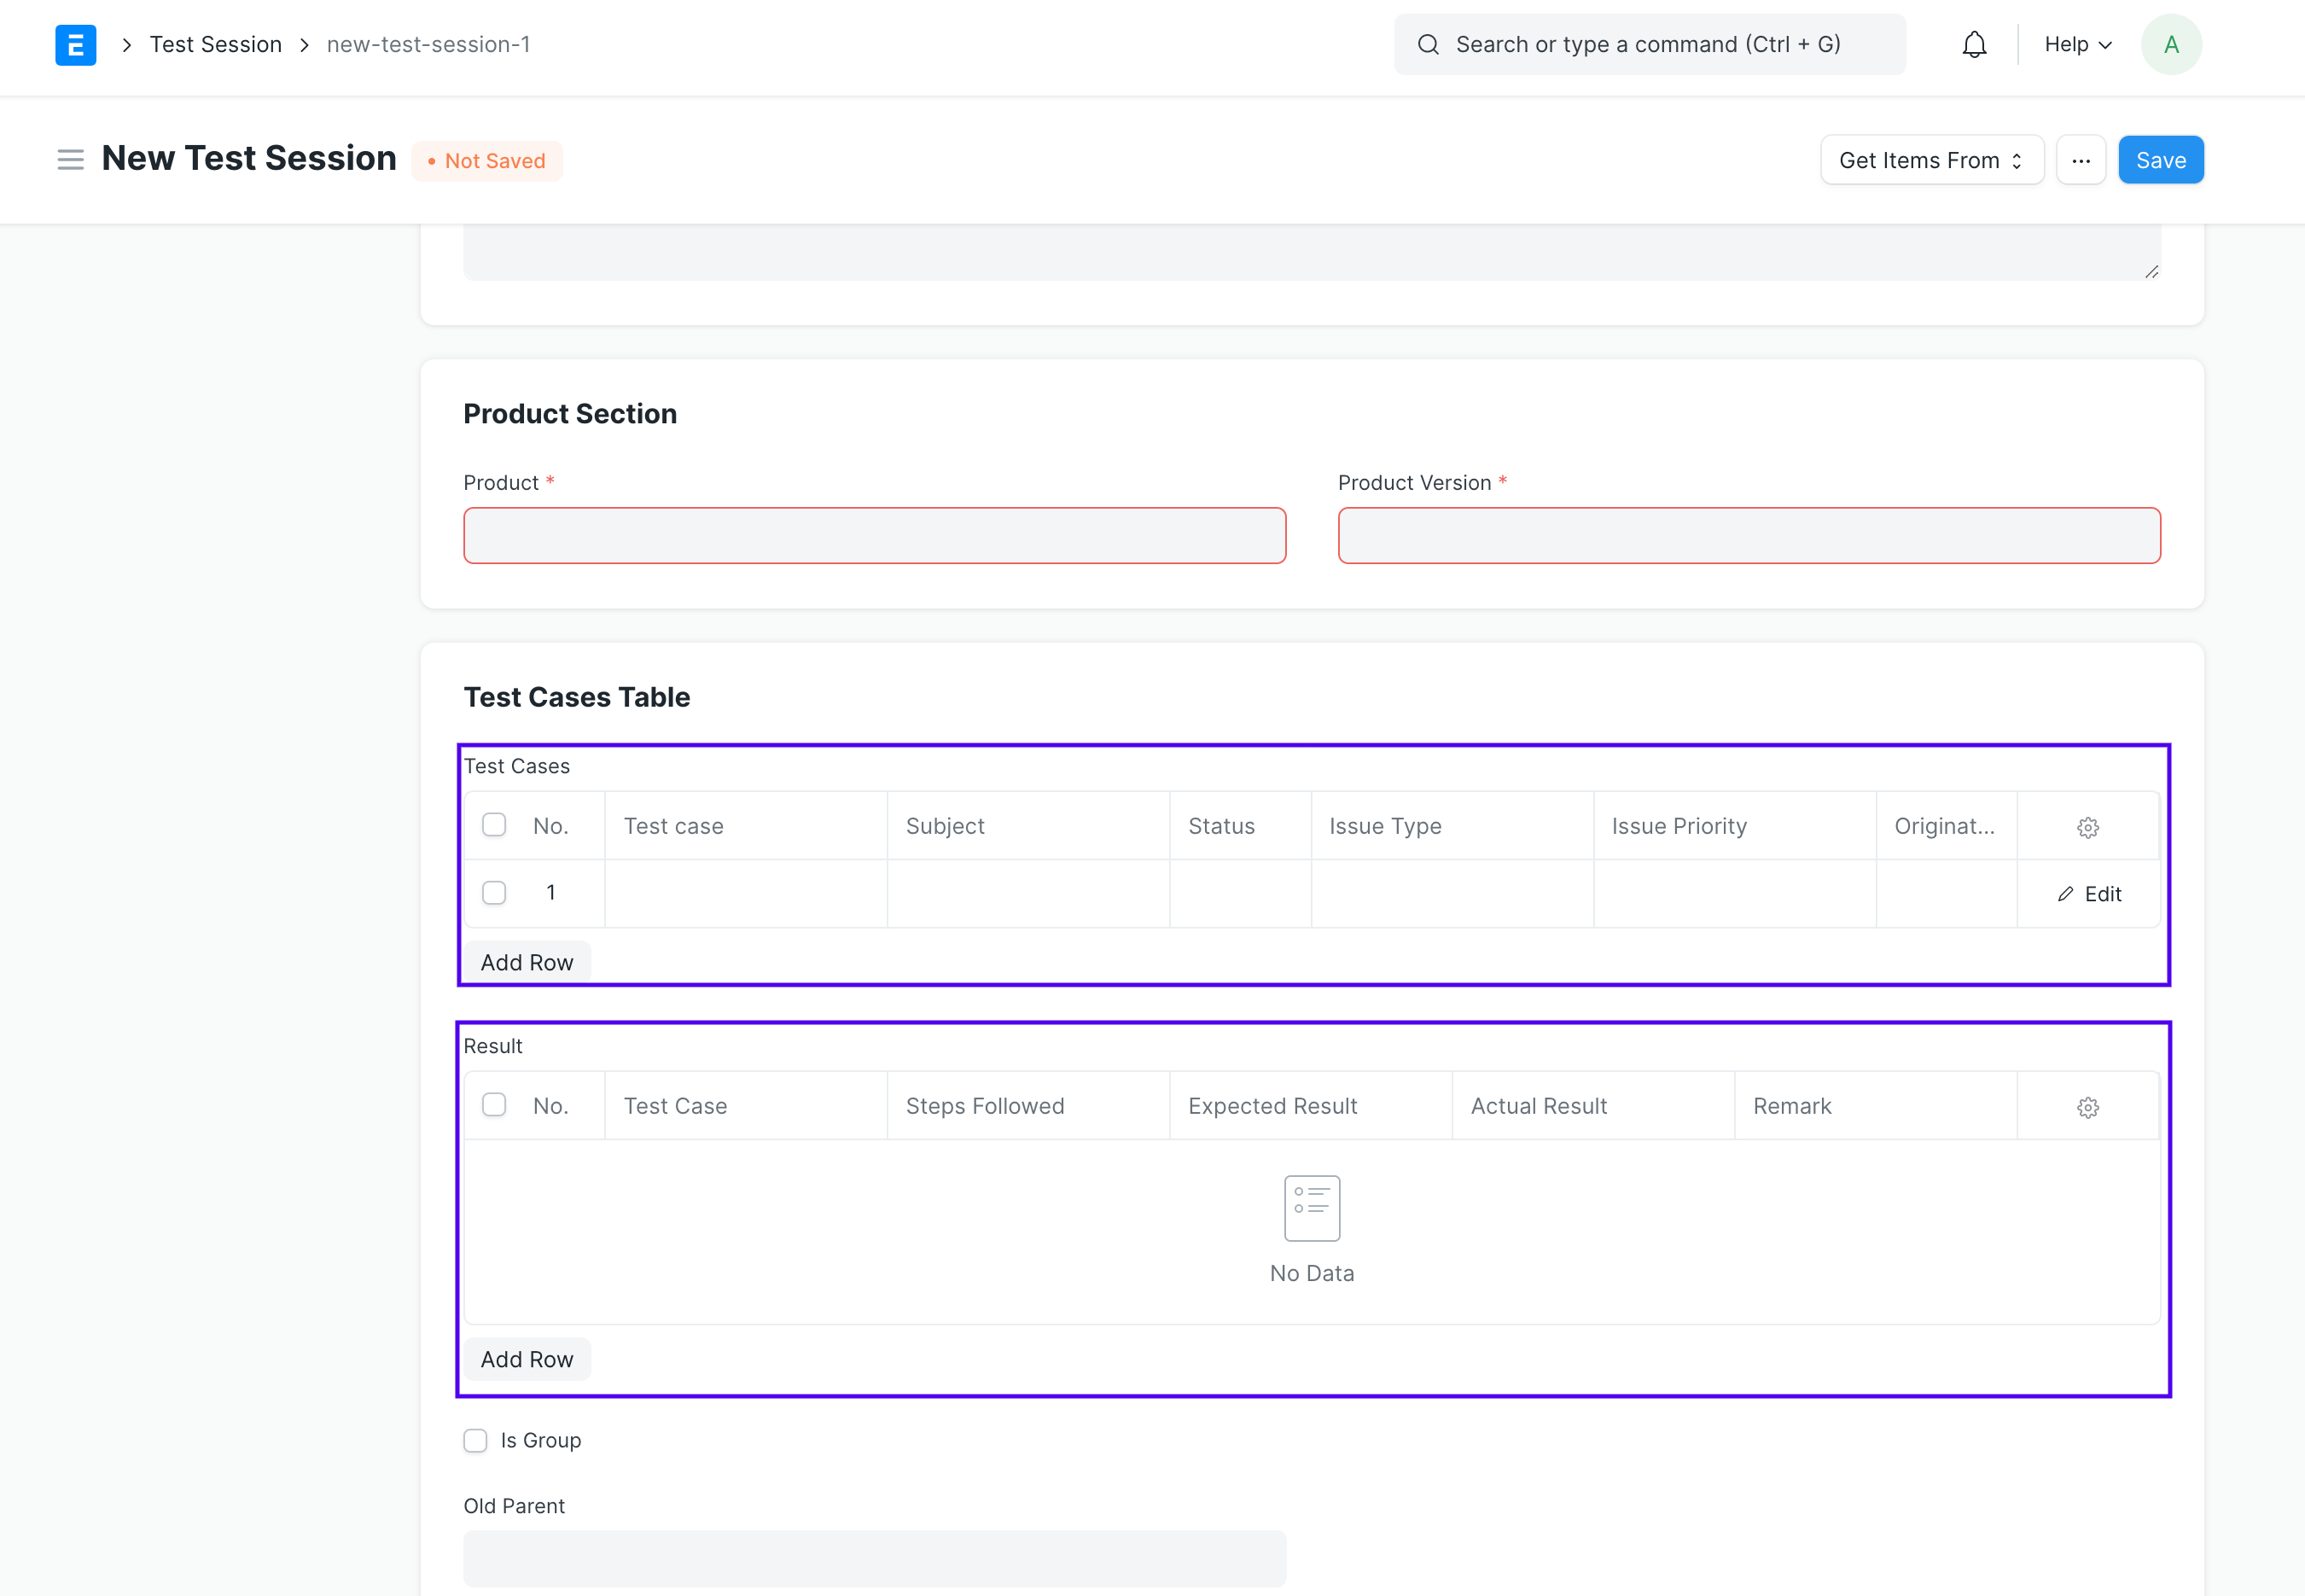 E Test Session new-test-session-1 Search or type a command (Ctrl + G) Help A
New Test Session • Not Saved Get Items From ... Save
Product Section
Product * Product Version *
Test Cases Table
Test Cases
No. Test case Subject Status Issue Type Issue Priority Originat...
1 Edit
Add Row
Result
No. Test Case Steps Followed Expected Result Actual Result Remark
No Data
Add Row
Is Group
Old Parent